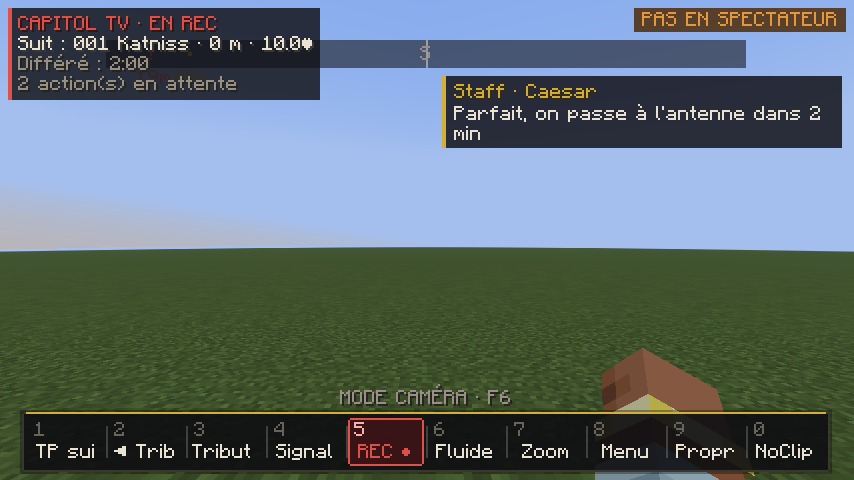 CAPITOL TV · EN REC
Suit : 001 Katniss · 0 m · 10.0♥
Différé : 2:00
2 action(s) en attente
PAS EN SPECTATEUR
S
Staff · Caesar
Parfait, on passe à l'antenne dans 2
min
MODE CAMÉRA · F6
1 2 3 4 5 6 7 8 9 0
TP sui ◄ Trib Tribut Signal REC ● Fluide Zoom Menu Propr NoClip